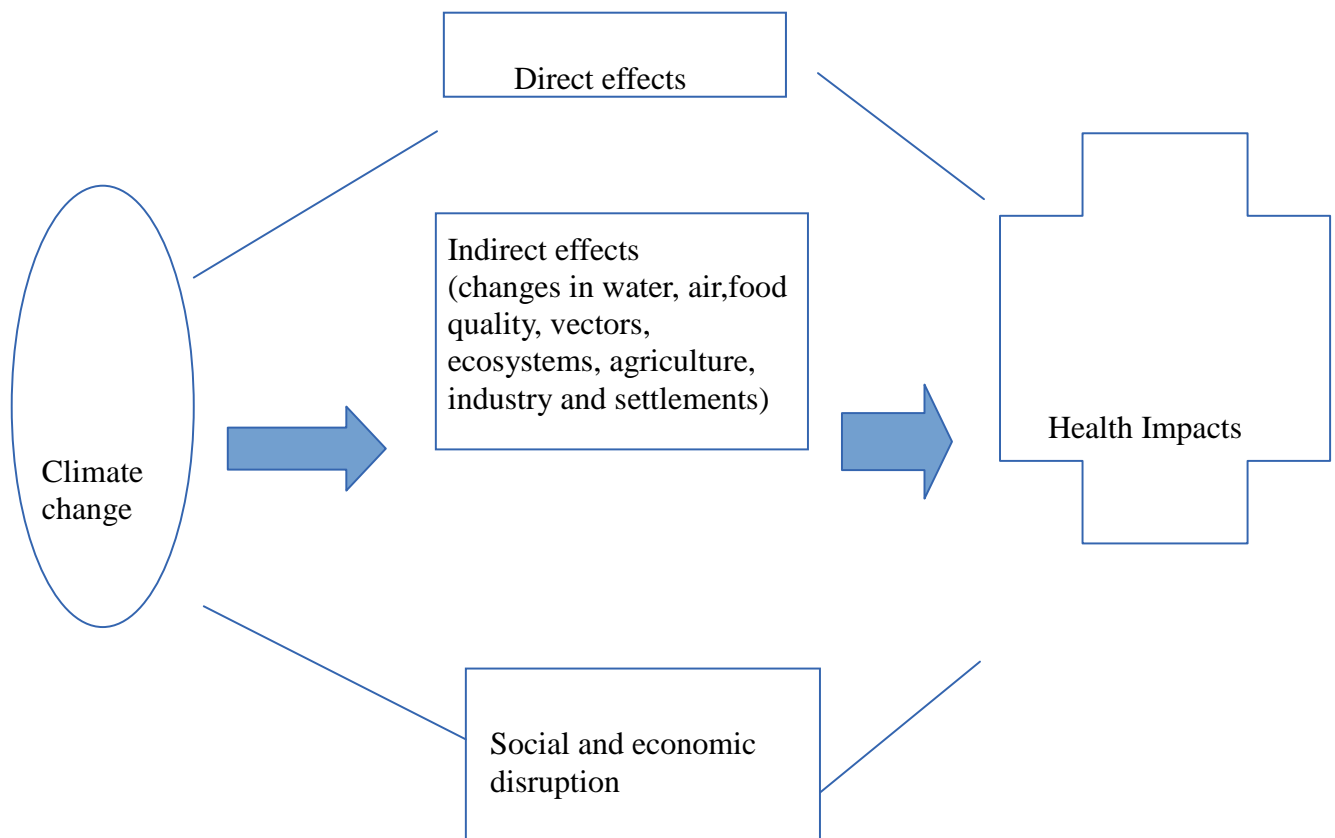 Direct effects
Indirect effects
(changes in water, air,food
quality, vectors,
ecosystems, agriculture,
industry and settlements)
Health Impacts
Climate
change
Social and economic
disruption